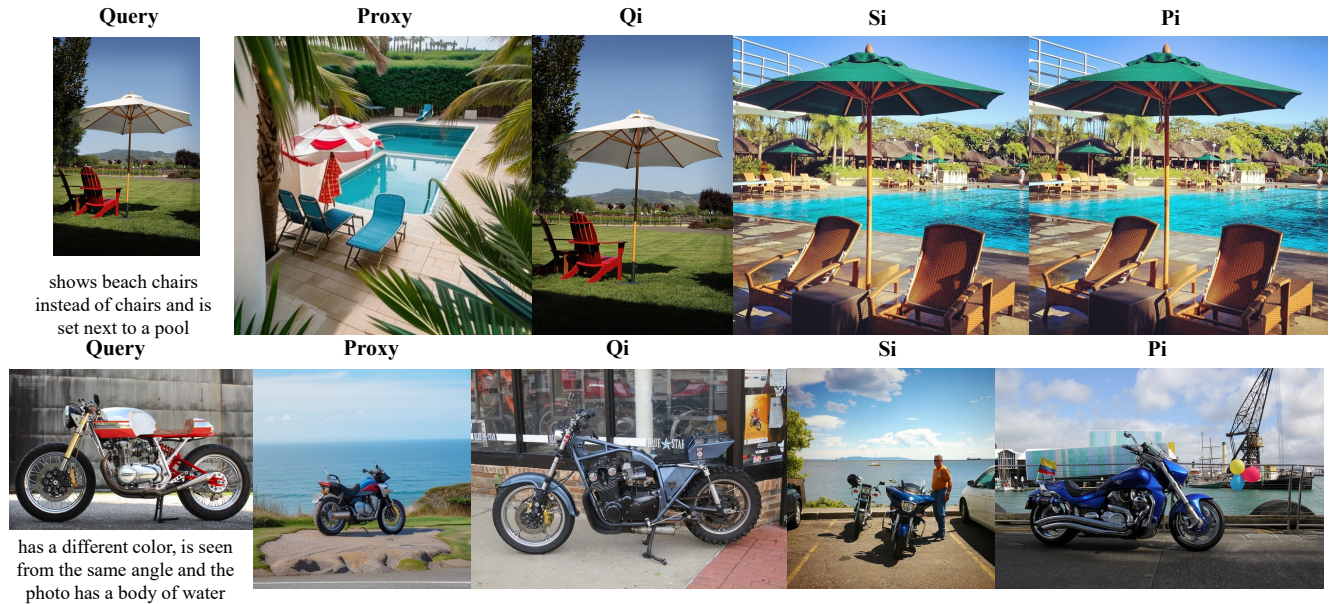 Query Proxy Qi Si Pi
shows beach chairs
instead of chairs and is
set next to a pool
Query Proxy Qi Si Pi
BLUE STAR
has a different color, is seen
from the same angle and the
photo has a body of water